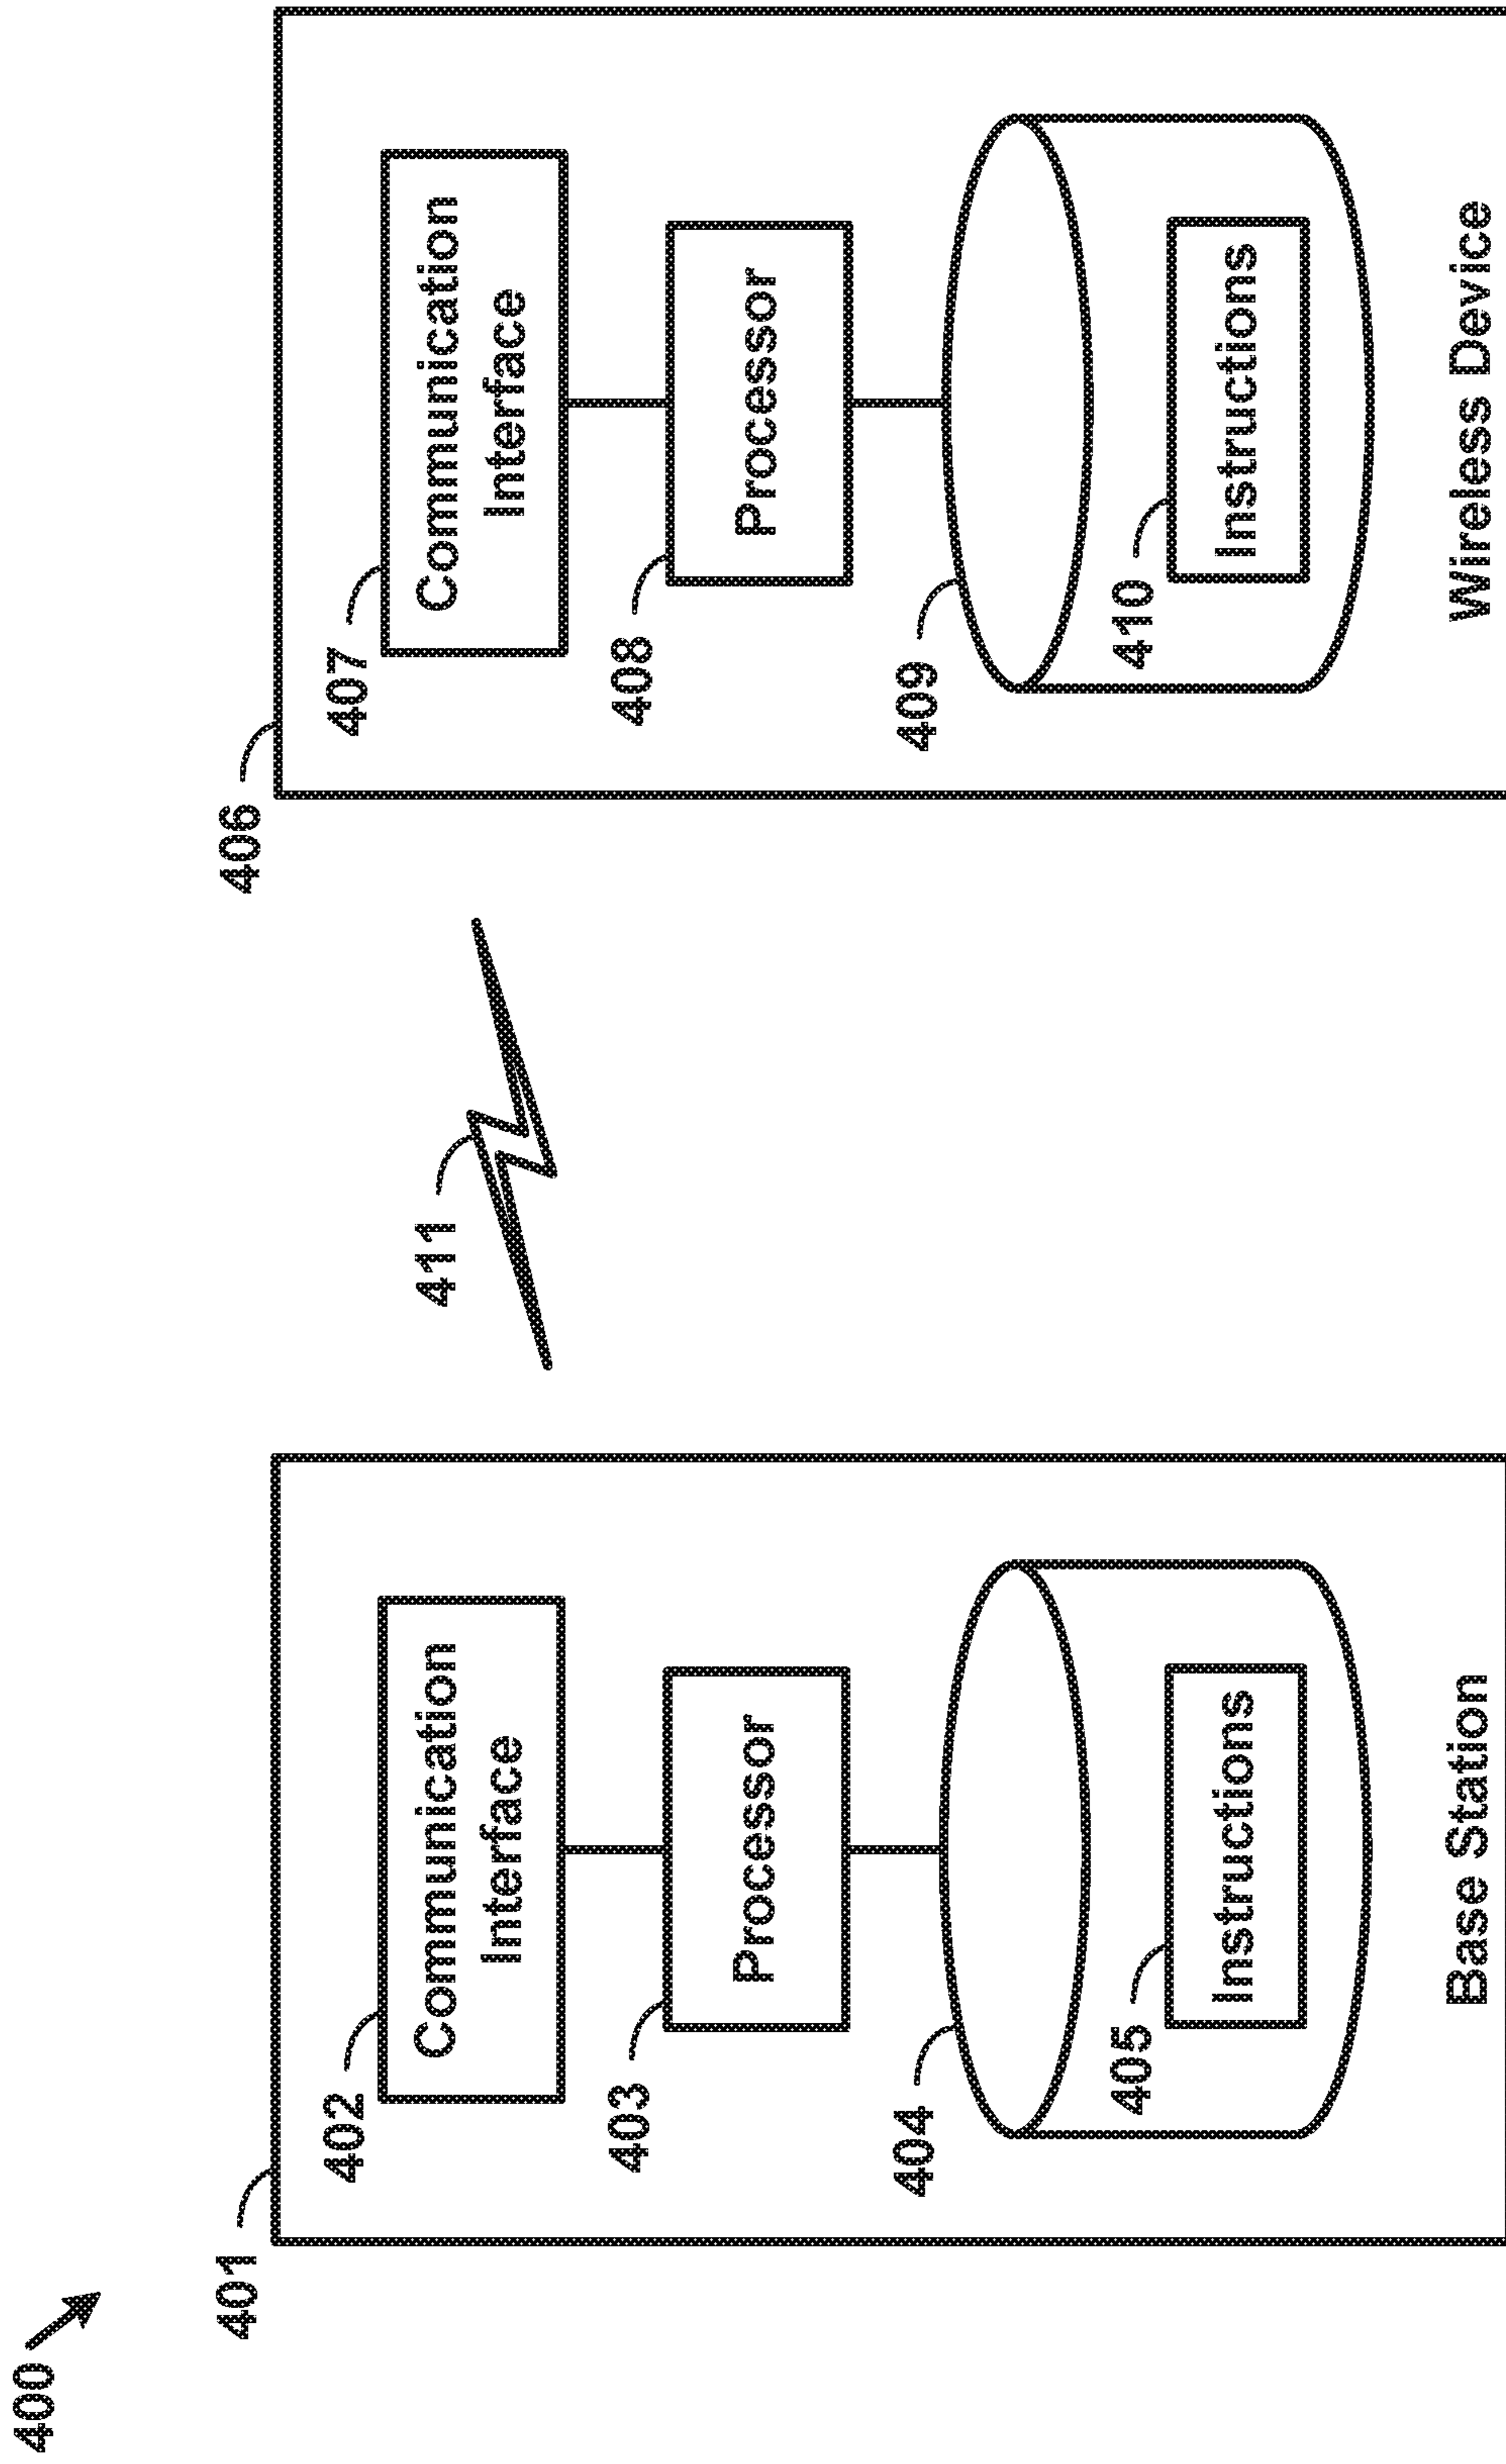 400
401
402
Communication
Interface
403
Processor
404
405
Instructions
Base Station
411
406
407
Communication
Interface
408
Processor
409
410
Instructions
Wireless Device